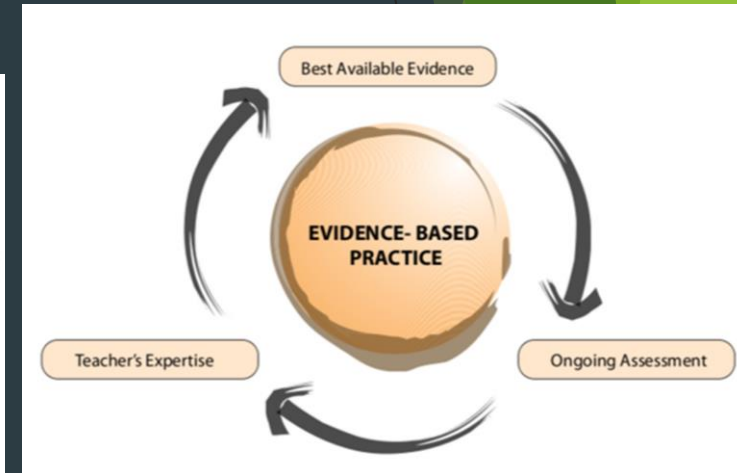 Best Available Evidence
EVIDENCE- BASED
PRACTICE
Teacher's Expertise
Ongoing Assessment